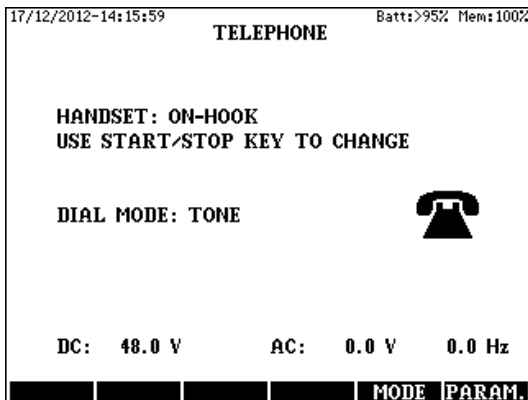 17/12/2012-14:15:59 Batt:>95% Mem:100%
TELEPHONE
HANDSET: ON-HOOK
USE START/STOP KEY TO CHANGE
DIAL MODE: TONE
DC: 48.0 V AC: 0.0 V 0.0 Hz
MODE PARAM.